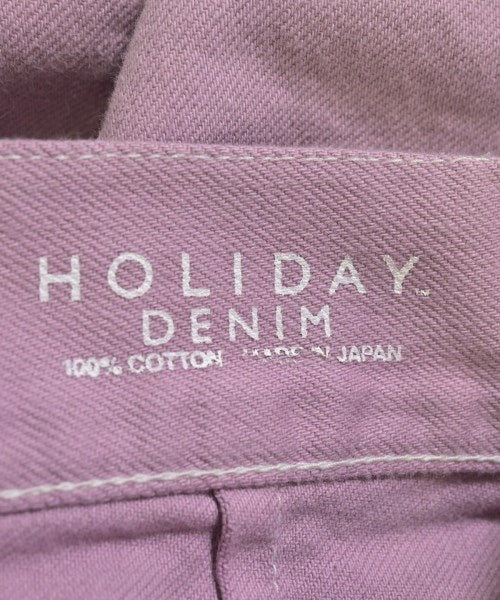 HOLIDAY™
DENIM
100% COTTON MADE IN JAPAN